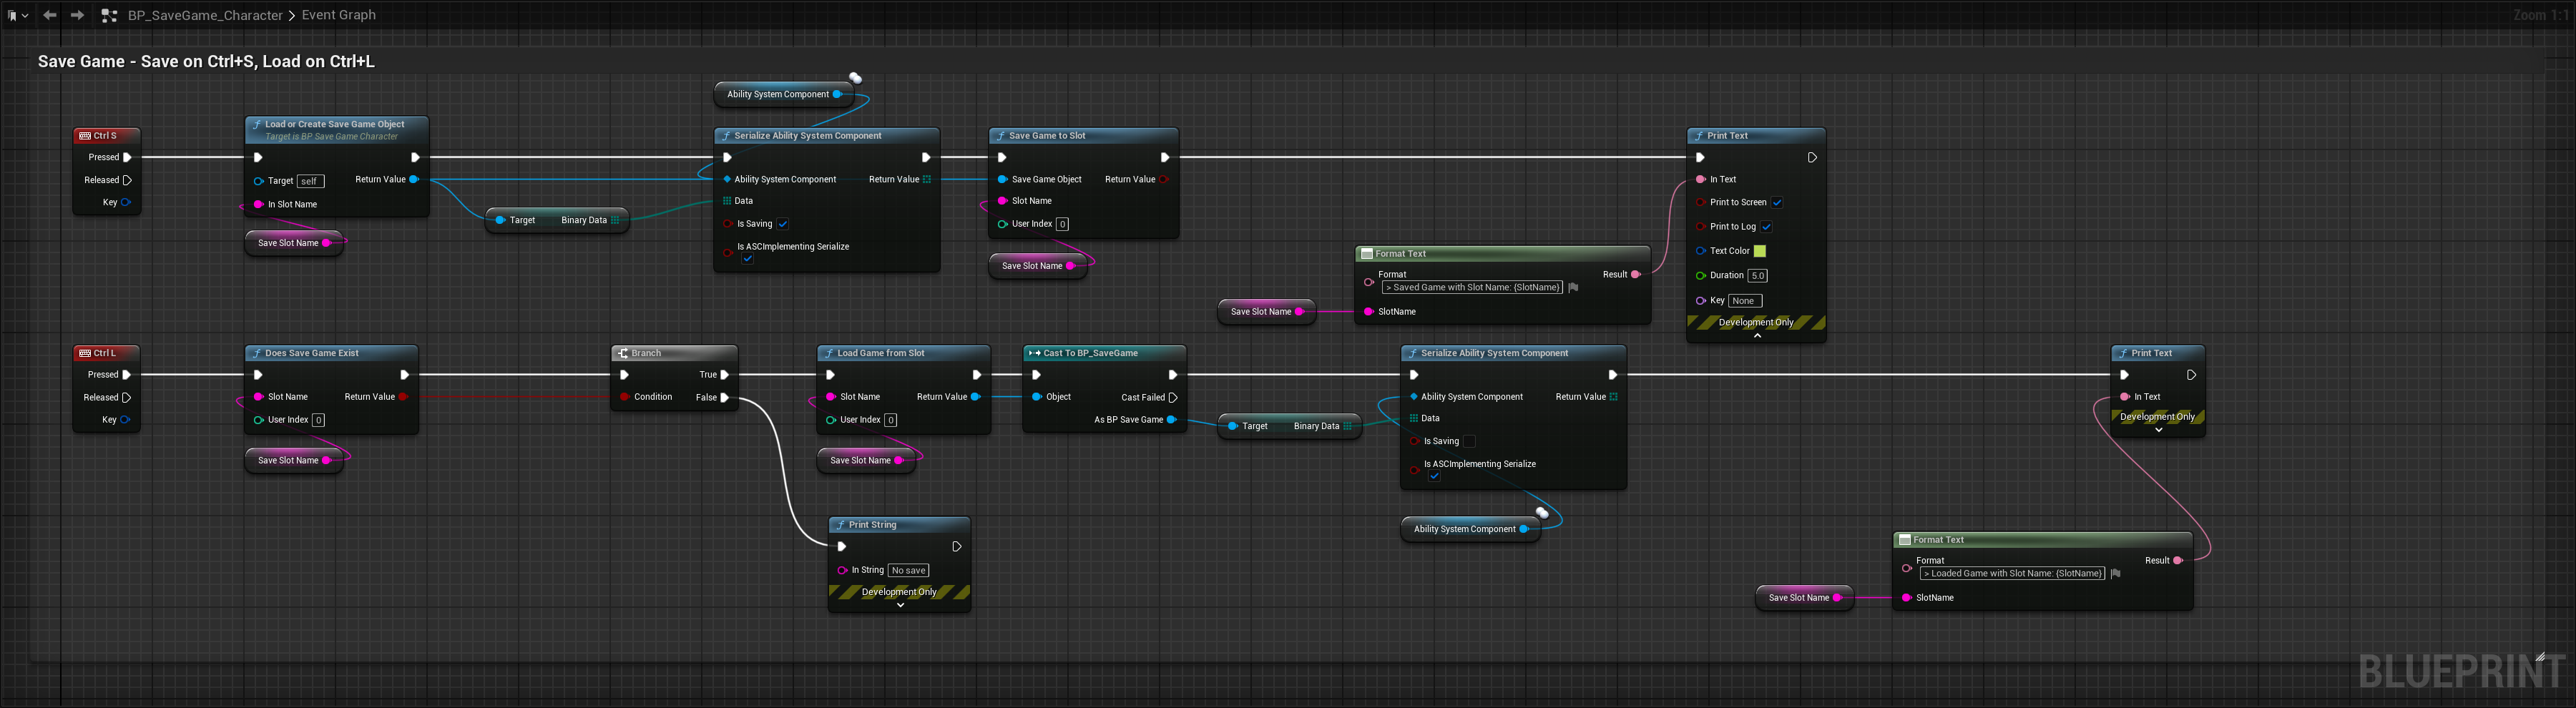 BP_SaveGame_Character > Event Graph
Zoom 1:1
Save Game - Save on Ctrl+S, Load on Ctrl+L
Ability System Component
Ctrl S
Pressed
Released
Key
Load or Create Save Game Object
Target is BP Save Game Character
Target self
Return Value
In Slot Name
Save Slot Name
Target Binary Data
Serialize Ability System Component
Ability System Component Return Value
Data
Is Saving
Is ASCImplementing Serialize
Save Game to Slot
Save Game Object Return Value
Slot Name
User Index 0
Save Slot Name
Save Slot Name
Format Text
Format Result
> Saved Game with Slot Name: {SlotName}
SlotName
Print Text
In Text
Print to Screen
Print to Log
Text Color
Duration 5.0
Key None
Development Only
Ctrl L
Pressed
Released
Key
Does Save Game Exist
Slot Name Return Value
User Index 0
Save Slot Name
Branch
True
Condition False
Load Game from Slot
Slot Name Return Value
User Index 0
Save Slot Name
Cast To BP_SaveGame
Object Cast Failed
As BP Save Game
Target Binary Data
Serialize Ability System Component
Ability System Component Return Value
Data
Is Saving
Is ASCImplementing Serialize
Ability System Component
Print String
In String No save
Development Only
Print Text
In Text
Development Only
Save Slot Name
Format Text
Format Result
> Loaded Game with Slot Name: {SlotName}
SlotName
BLUEPRINT